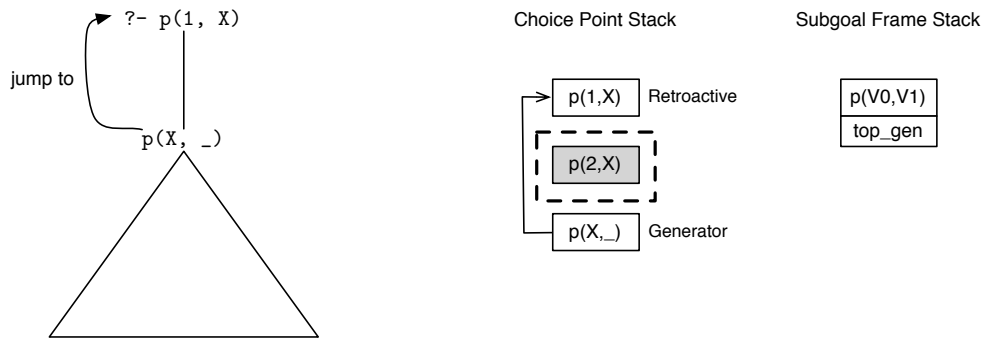 ?- p(1, X)
jump to
p(X, _)
Choice Point Stack
p(1,X) Retroactive
p(2,X)
p(X,_) Generator
Subgoal Frame Stack
p(V0,V1)
top_gen